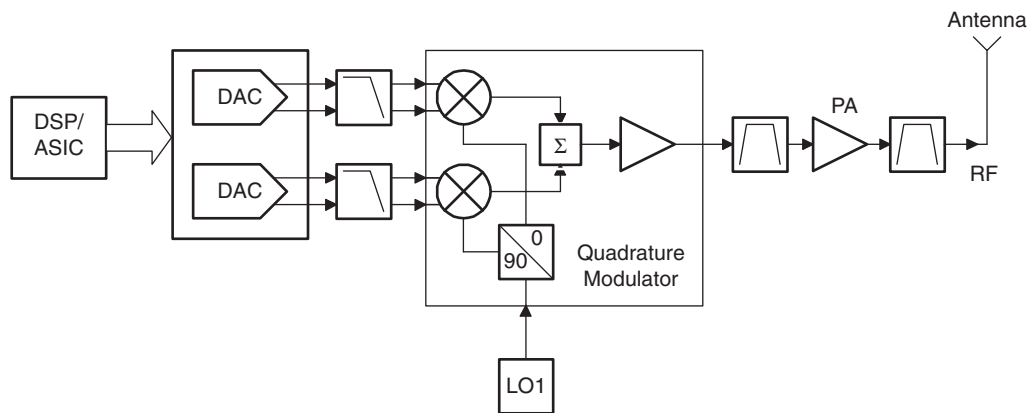 Antenna
DAC
PA
DSP/
ASIC
Σ
RF
DAC
0
90
Quadrature
Modulator
LO1